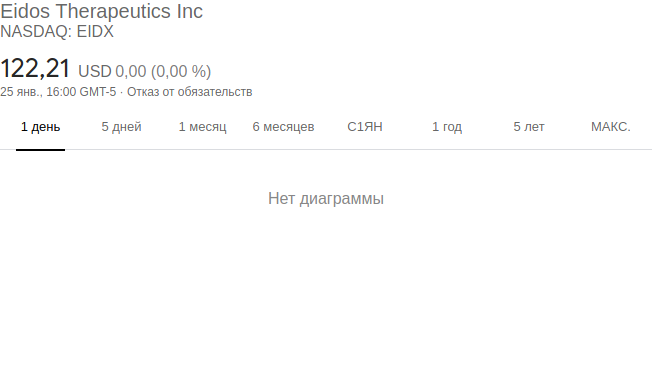 Eidos Therapeutics Inc
NASDAQ: EIDX
122,21 USD 0,00 (0,00 %)
25 янв., 16:00 GMT-5 · Отказ от обязательств
1 день 5 дней 1 месяц 6 месяцев С1ЯН 1 год 5 лет МАКС.
Нет диаграммы